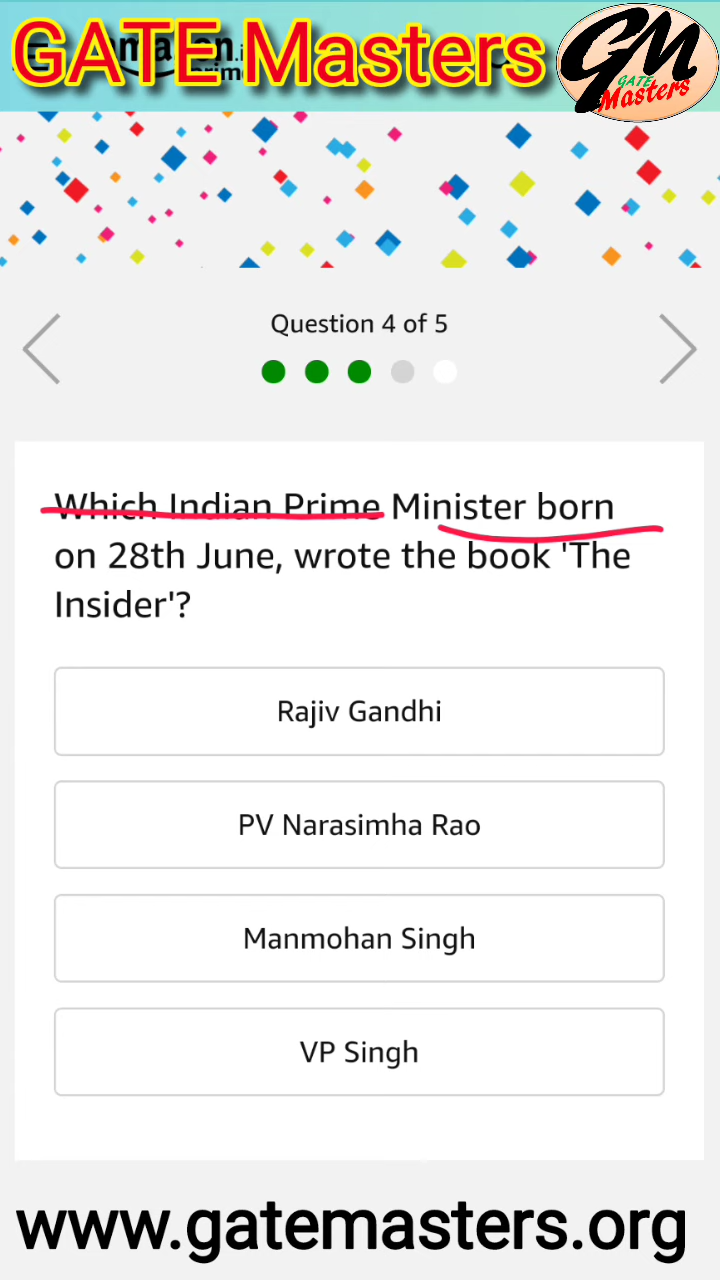 GATE Masters
GM
GATE
Masters
Question 4 of 5
Which Indian Prime Minister born
on 28th June, wrote the book 'The
Insider'?
Rajiv Gandhi
PV Narasimha Rao
Manmohan Singh
VP Singh
www.gatemasters.org